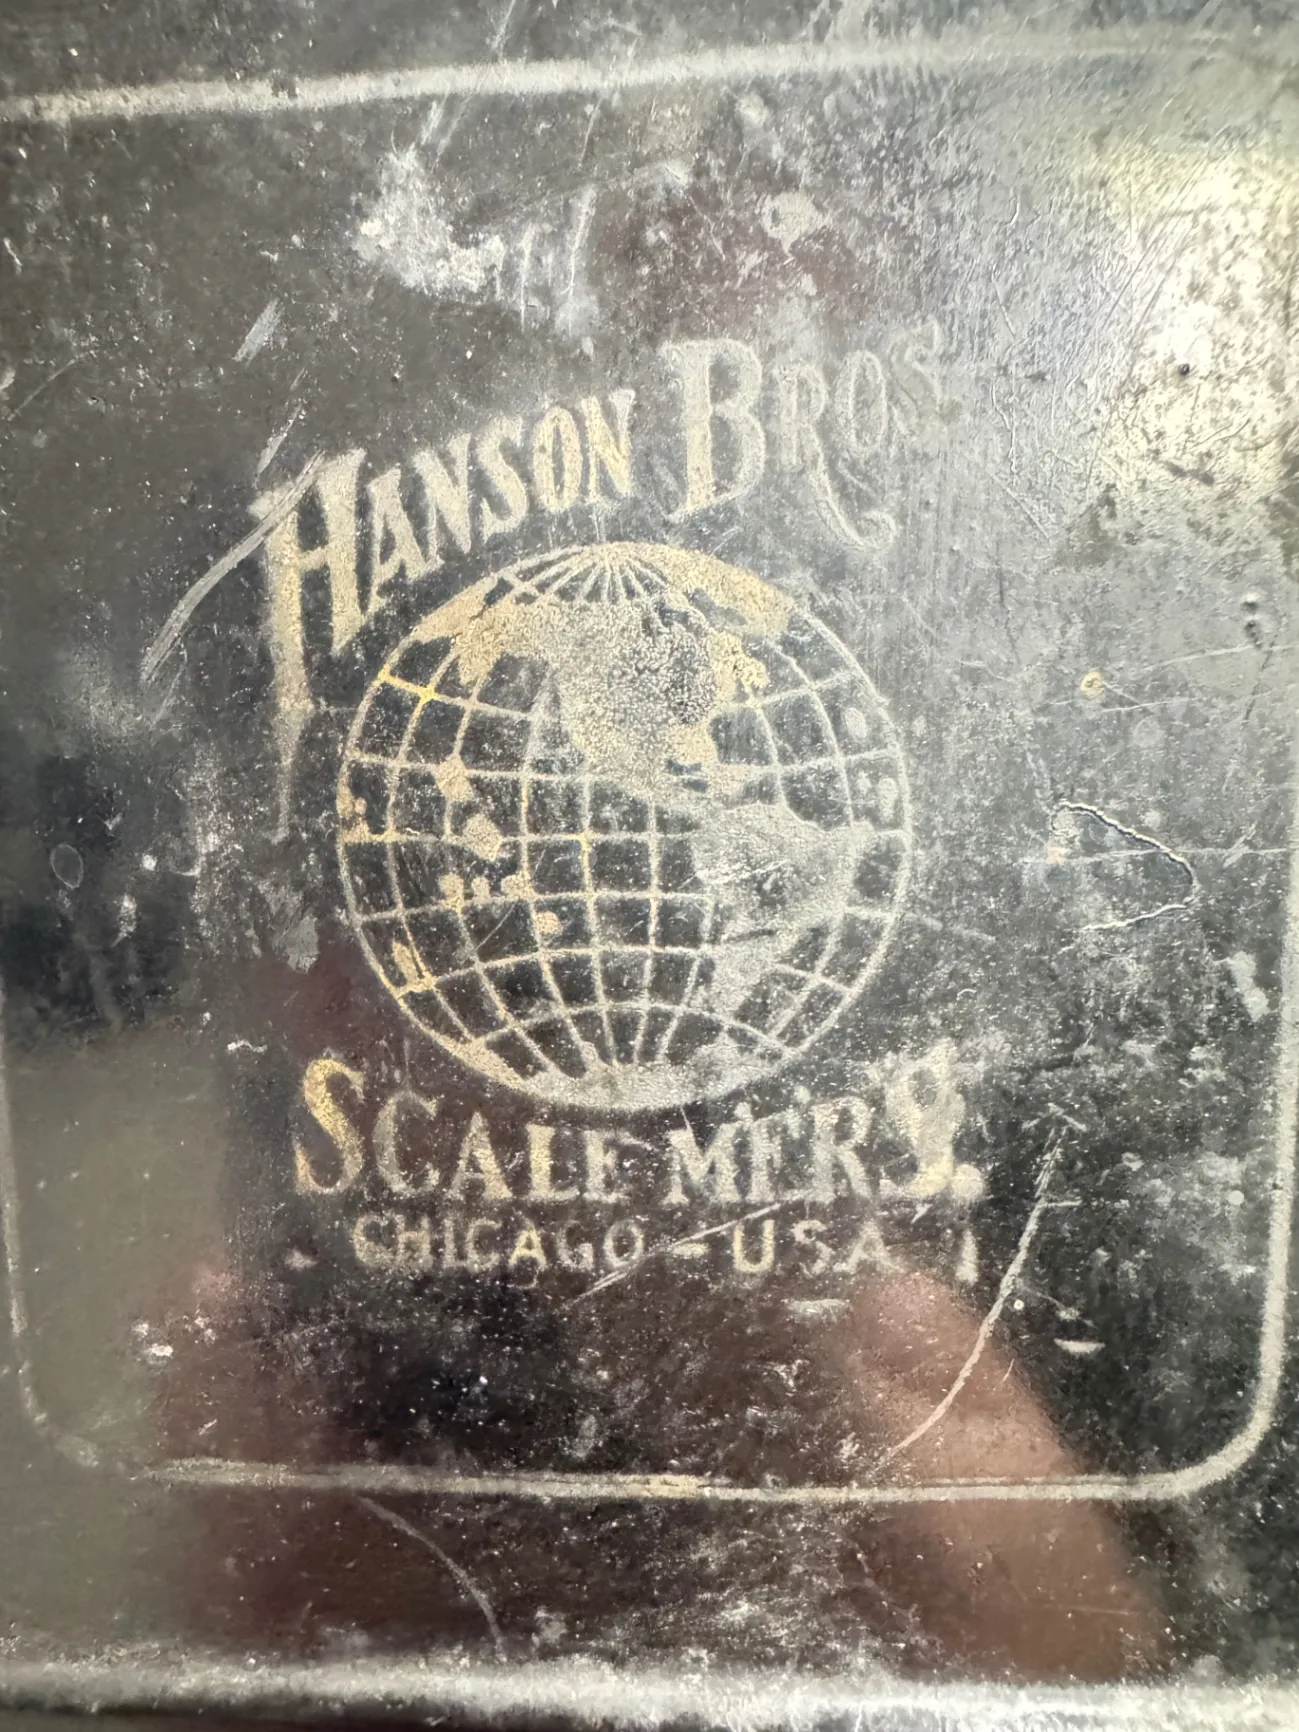 HANSON BROS
SCALE MFRS.
CHICAGO - USA